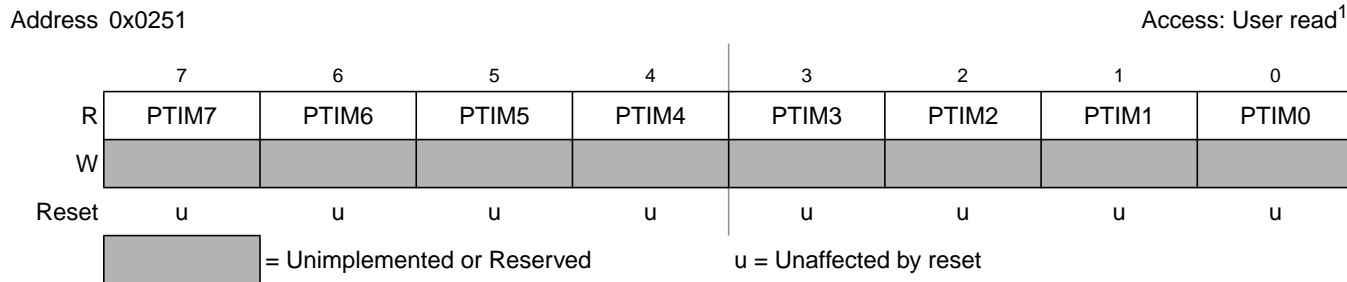 Address 0x0251 Access: User read1
7 6 5 4 3 2 1 0
R PTIM7 PTIM6 PTIM5 PTIM4 PTIM3 PTIM2 PTIM1 PTIM0
W
Reset u u u u u u u u
= Unimplemented or Reserved u = Unaffected by reset